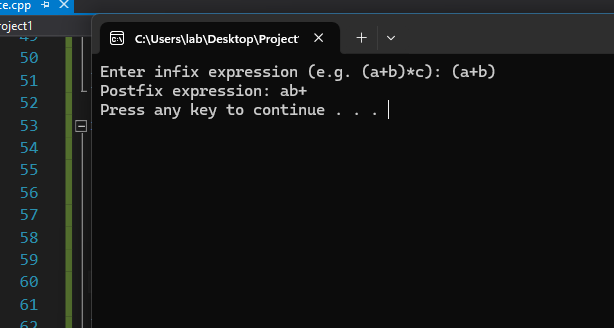 te.cpp
roject1
C:\Users\lab\Desktop\Project'
Enter infix expression (e.g. (a+b)*c): (a+b)
Postfix expression: ab+
Press any key to continue . . .
49
50
51
52
53
54
55
56
57
58
59
60
61
62